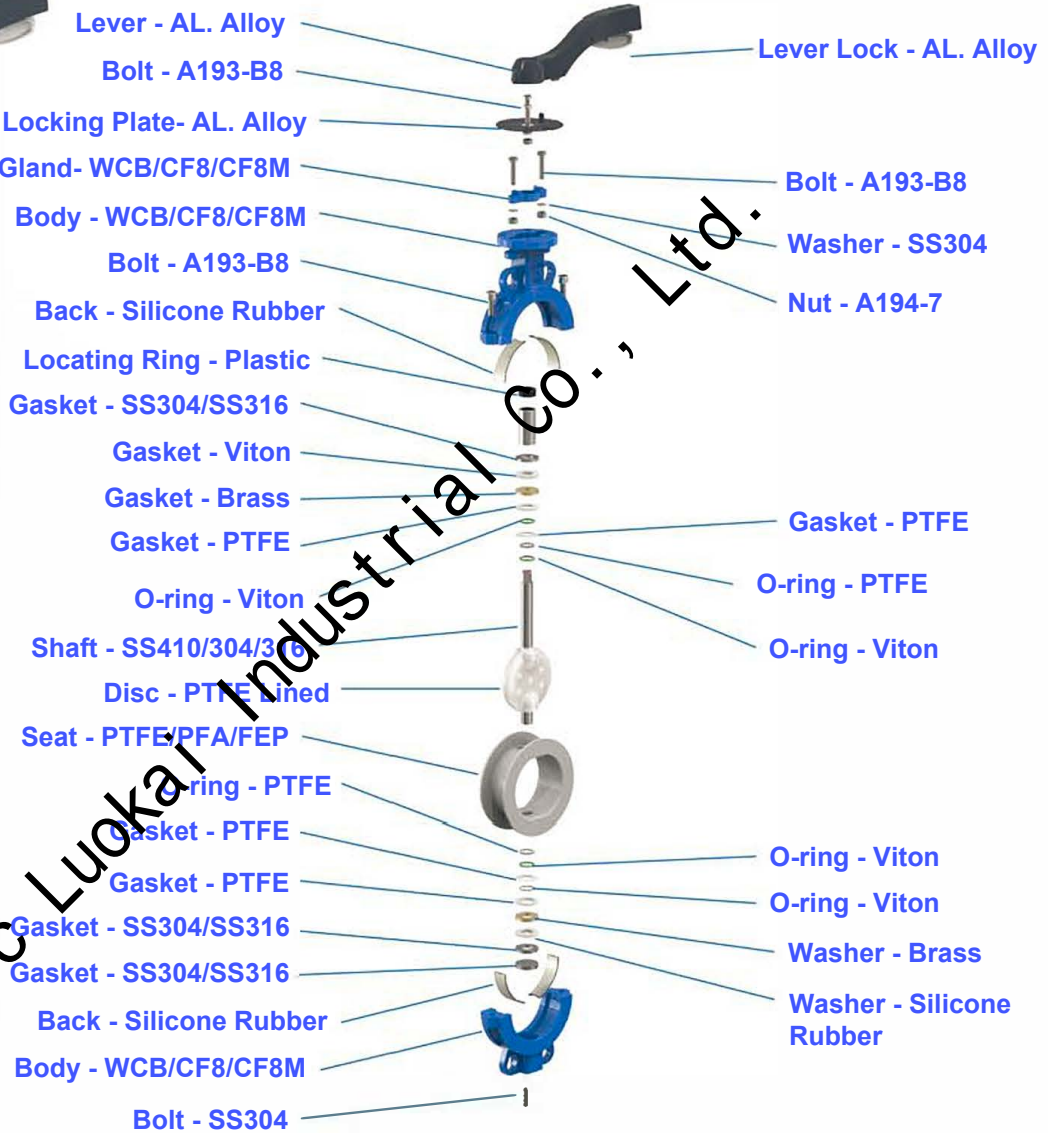 Lever - AL. Alloy
Bolt - A193-B8
Locking Plate- AL. Alloy
Gland- WCB/CF8/CF8M
Body - WCB/CF8/CF8M
Bolt - A193-B8
Back - Silicone Rubber
Locating Ring - Plastic
Gasket - SS304/SS316
Gasket - Viton
Gasket - Brass
Gasket - PTFE
O-ring - Viton
Shaft - SS410/304/316
Disc - PTFE Lined
Seat - PTFE/PFA/FEP
O-ring - PTFE
Gasket - PTFE
Gasket - PTFE
Gasket - SS304/SS316
Gasket - SS304/SS316
Back - Silicone Rubber
Body - WCB/CF8/CF8M
Bolt - SS304
Lever Lock - AL. Alloy
Bolt - A193-B8
Washer - SS304
Nut - A194-7
Gasket - PTFE
O-ring - PTFE
O-ring - Viton
O-ring - Viton
O-ring - Viton
Washer - Brass
Washer - Silicone
Rubber
Luokai Industrial Co., Ltd.